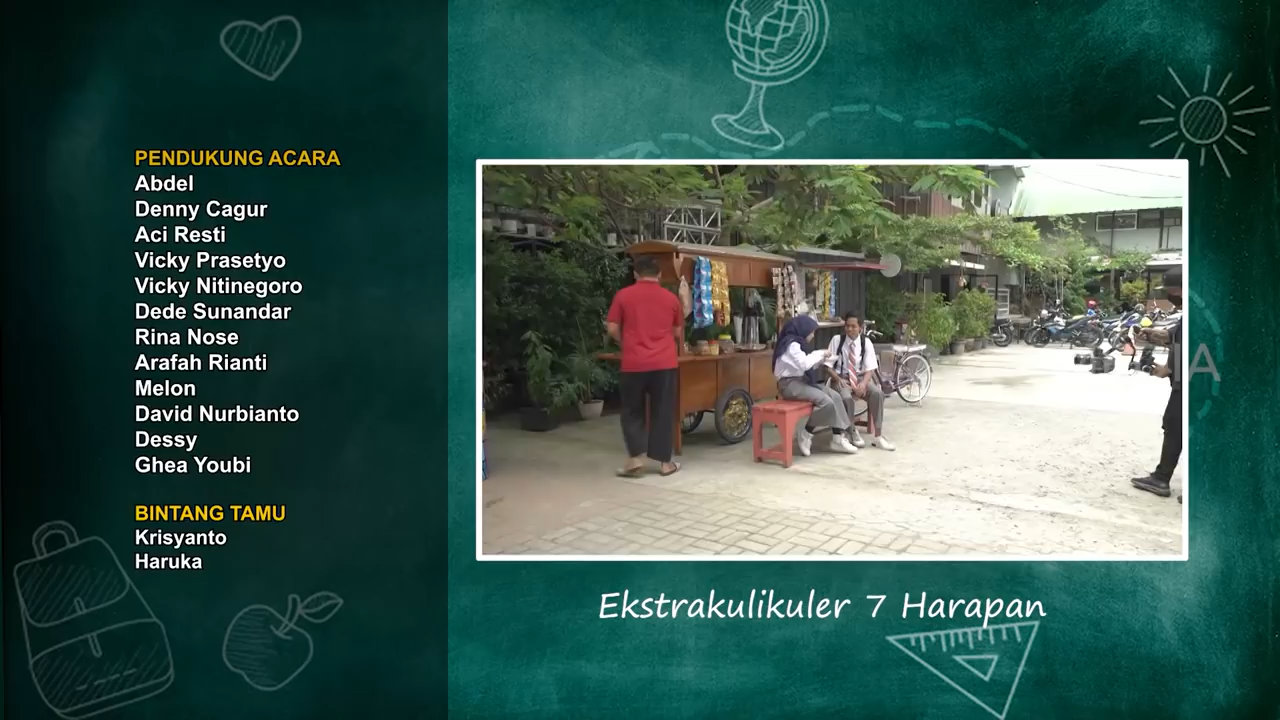 PENDUKUNG ACARA
Abdel
Denny Cagur
Aci Resti
Vicky Prasetyo
Vicky Nitinegoro
Dede Sunandar
Rina Nose
Arafah Rianti
Melon
David Nurbianto
Dessy
Ghea Youbi
BINTANG TAMU
Krisyanto
Haruka
Ekstrakulikuler 7 Harapan